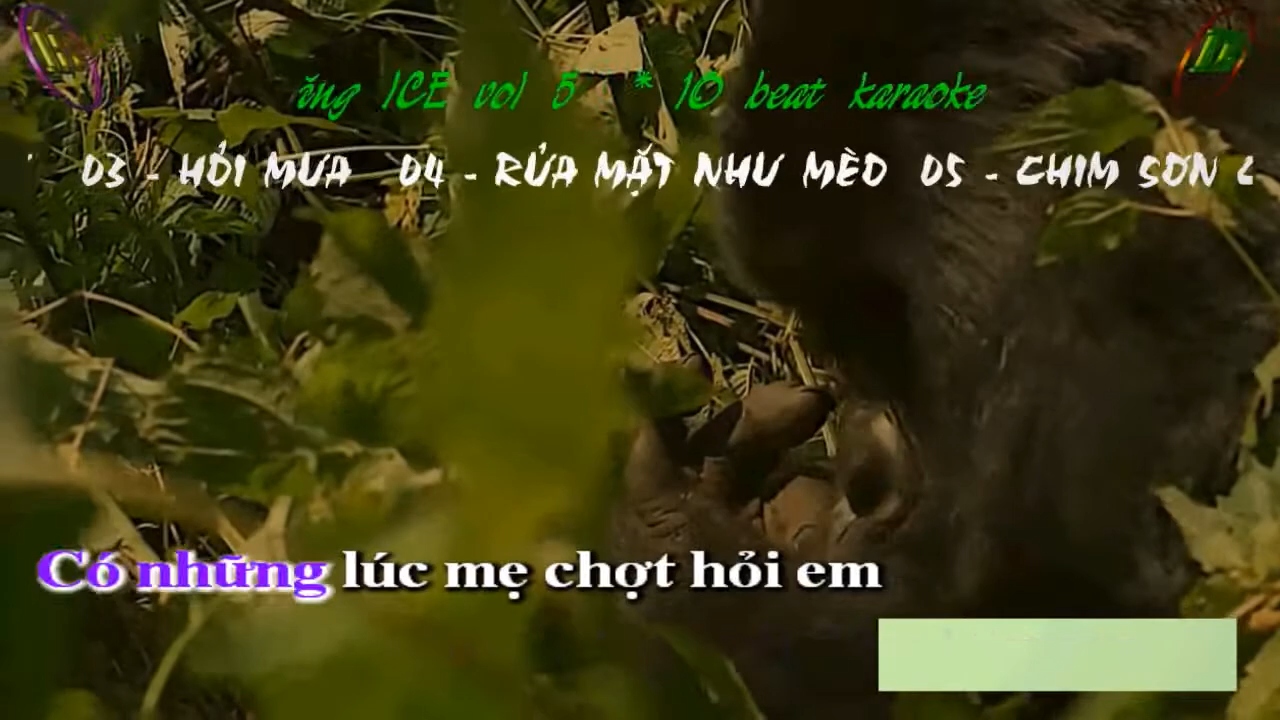 ăng ICE vol 5 * 10 beat karaoke
03 - HỎI MƯA 04 - RỬA MẶT NHƯ MÈO 05 - CHIM SƠN
Có những lúc mẹ chợt hỏi em